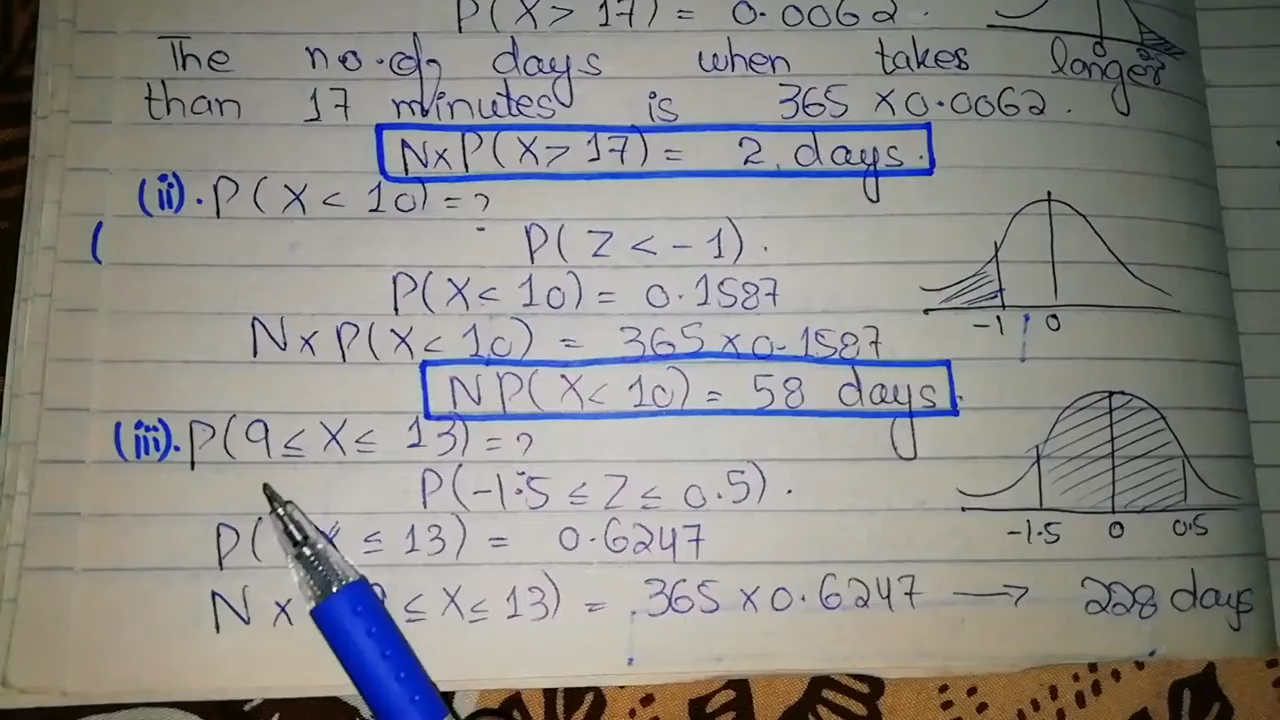 P(X > 17) = 0.0062.
The no. of days when takes longer
than 17 minutes is 365 × 0.0062.
N×P(X > 17) = 2 days.
(ii). P(X < 10) = ?
(
P(Z < -1).
P(X < 10) = 0.1587
N × P(X < 10) = 365 × 0.1587
-1 0
NP(X < 10) = 58 days.
(iii). P(9 ≤ X ≤ 13) = ?
P(-1.5 ≤ Z ≤ 0.5).
-1.5 0 0.5
P( X ≤ 13) = 0.6247
N × ≤ X ≤ 13) = 365 × 0.6247 → 228 days